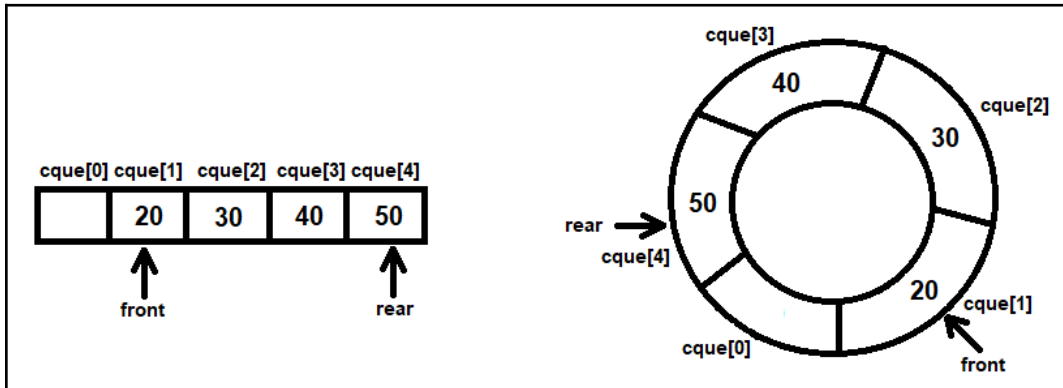 cque[0] cque[1] cque[2] cque[3] cque[4]
20 30 40 50
front rear
cque[3]
40
cque[2]
30
50
rear
cque[4]
20
cque[1]
cque[0]
front